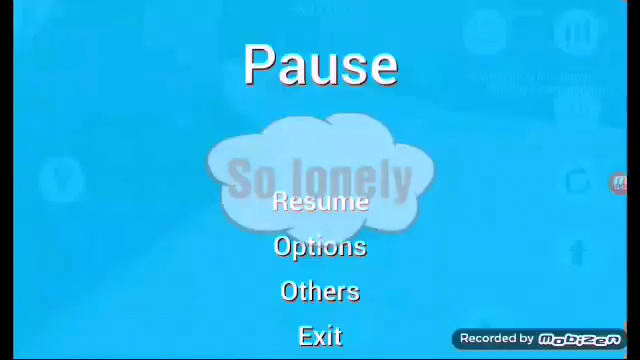 Pause
So lonely
Resume
Options
Others
Exit
Recorded by MOBIZEN